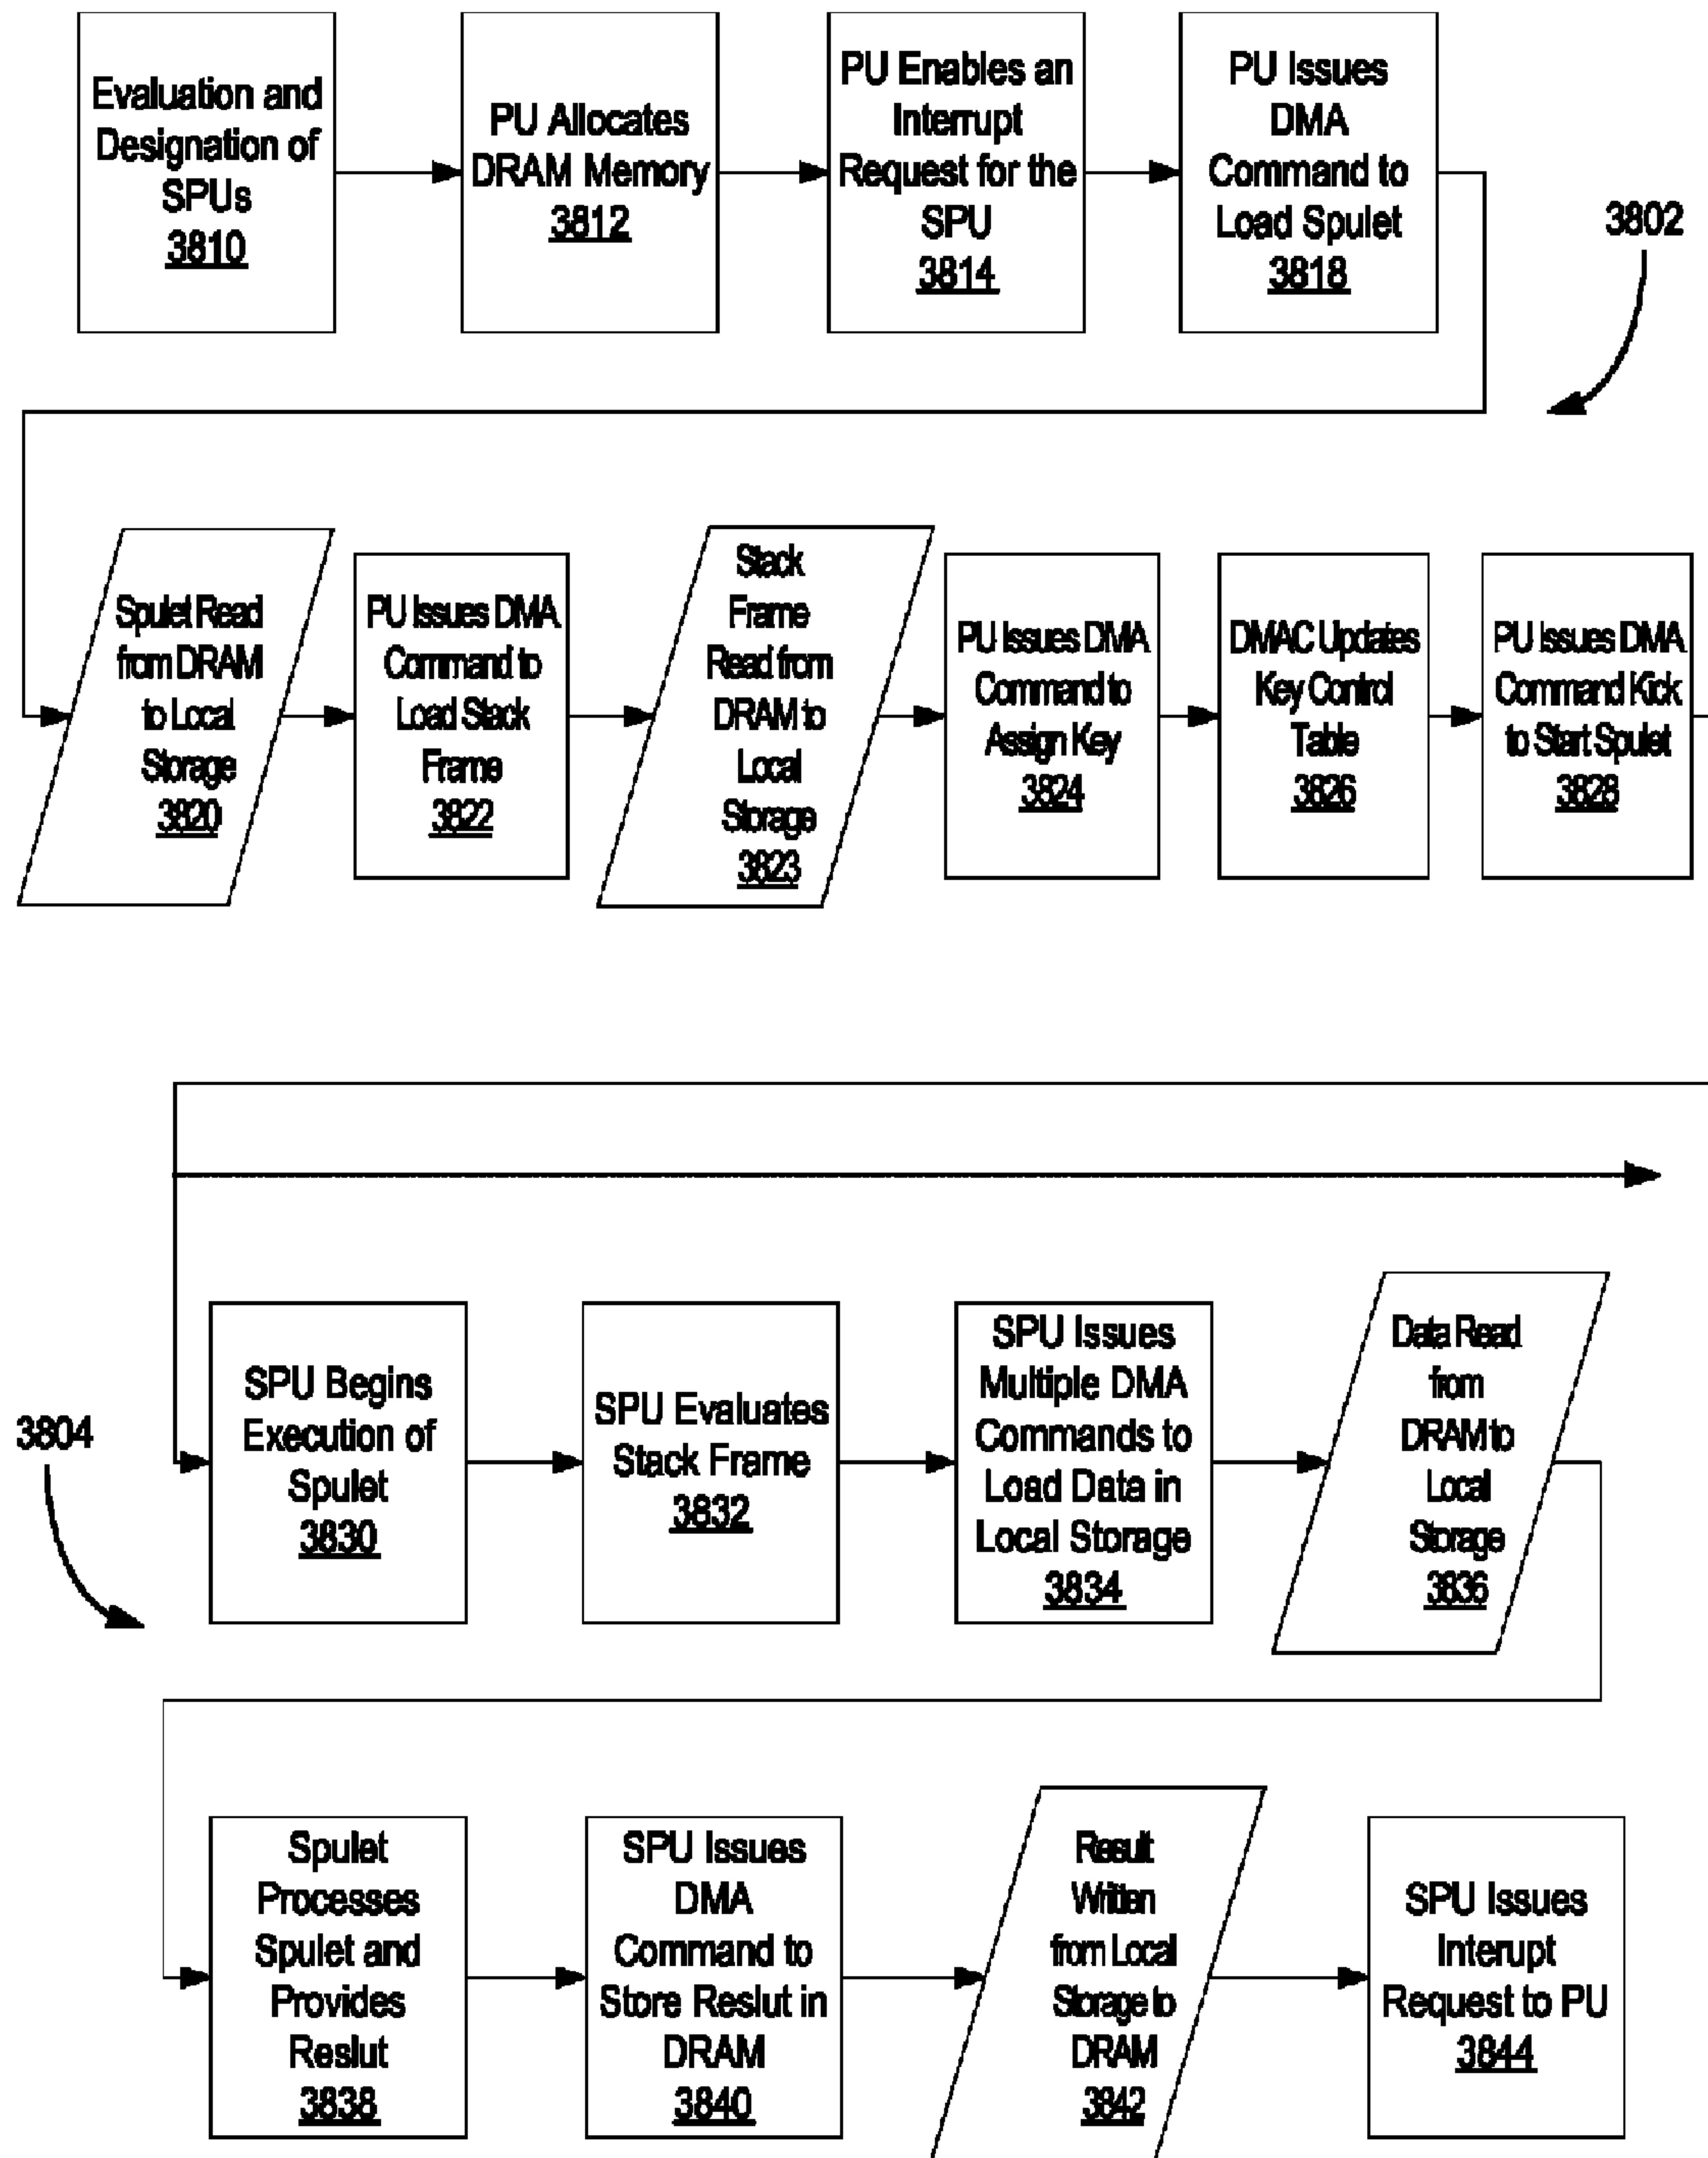 Evaluation and
Designation of
SPUs
3810
PU Allocates
DRAM Memory
3812
PU Enables an
Interrupt
Request for the
SPU
3814
PU Issues
DMA
Command to
Load Spulet
3818
3802
Spulet Read
from DRAM
to Local
Storage
3820
PU Issues DMA
Command to
Load Stack
Frame
3822
Stack
Frame
Read from
DRAM to
Local
Storage
3823
PU Issues DMA
Command to
Assign Key
3824
DMAC Updates
Key Control
Table
3826
PU Issues DMA
Command Kick
to Start Spulet
3828
3804
SPU Begins
Execution of
Spulet
3830
SPU Evaluates
Stack Frame
3832
SPU Issues
Multiple DMA
Commands to
Load Data in
Local Storage
3834
Data Read
from
DRAM to
Local
Storage
3836
Spulet
Processes
Spulet and
Provides
Reslut
3838
SPU Issues
DMA
Command to
Store Reslut in
DRAM
3840
Result
Written
from Local
Storage to
DRAM
3842
SPU Issues
Interupt
Request to PU
3844